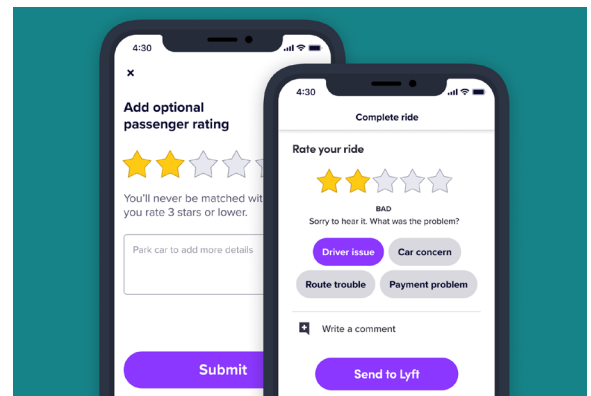 4:30
×
Add optional
passenger rating
You'll never be matched wit
you rate 3 stars or lower.
Park car to add more details
Submit
4:30
Complete ride
Rate your ride
BAD
Sorry to hear it. What was the problem?
Driver issue
Car concern
Route trouble
Payment problem
Write a comment
Send to Lyft